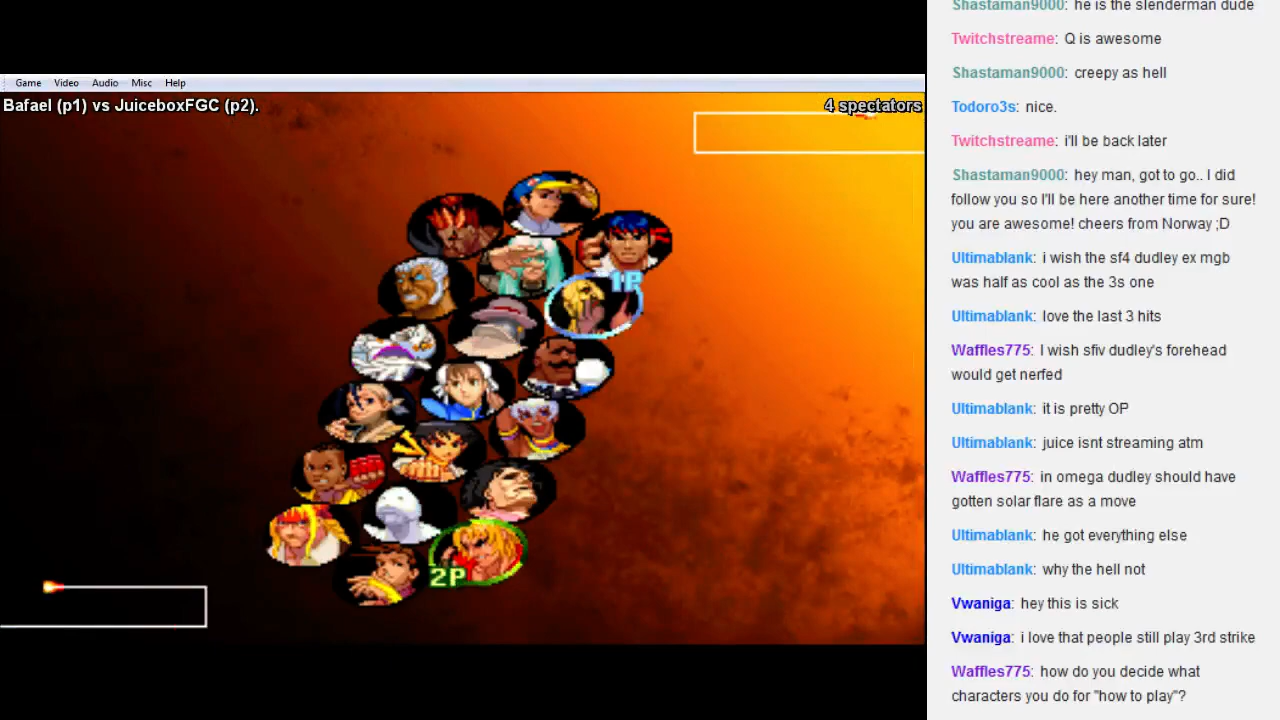 Game Video Audio Misc Help
Bafael (p1) vs JuiceboxFGC (p2).
4 spectators
1P
2P
Shastaman9000: he is the slenderman dude
Twitchstreame: Q is awesome
Shastaman9000: creepy as hell
Todoro3s: nice.
Twitchstreame: i'll be back later
Shastaman9000: hey man, got to go.. I did
follow you so I'll be here another time for sure!
you are awesome! cheers from Norway ;D
Ultimablank: i wish the sf4 dudley ex mgb
was half as cool as the 3s one
Ultimablank: love the last 3 hits
Waffles775: I wish sfiv dudley's forehead
would get nerfed
Ultimablank: it is pretty OP
Ultimablank: juice isnt streaming atm
Waffles775: in omega dudley should have
gotten solar flare as a move
Ultimablank: he got everything else
Ultimablank: why the hell not
Vwaniga: hey this is sick
Vwaniga: i love that people still play 3rd strike
Waffles775: how do you decide what
characters you do for "how to play"?